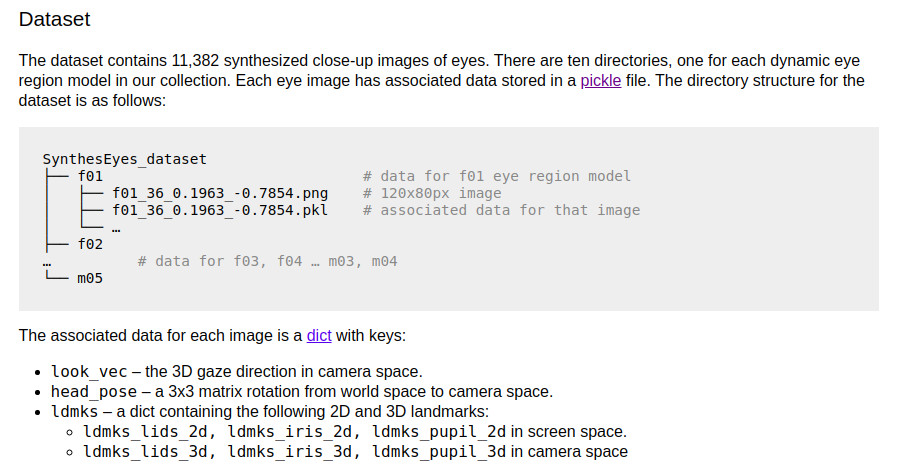 Dataset
The dataset contains 11,382 synthesized close-up images of eyes. There are ten directories, one for each dynamic eye
region model in our collection. Each eye image has associated data stored in a pickle file. The directory structure for the
dataset is as follows:
SynthesEyes_dataset
├── f01 # data for f01 eye region model
│   ├── f01_36_0.1963_-0.7854.png # 120x80px image
│   ├── f01_36_0.1963_-0.7854.pkl # associated data for that image
│   └── …
├── f02
… # data for f03, f04 … m03, m04
└── m05
The associated data for each image is a dict with keys:
• look_vec – the 3D gaze direction in camera space.
• head_pose – a 3x3 matrix rotation from world space to camera space.
• ldmks – a dict containing the following 2D and 3D landmarks:
◦ ldmks_lids_2d, ldmks_iris_2d, ldmks_pupil_2d in screen space.
◦ ldmks_lids_3d, ldmks_iris_3d, ldmks_pupil_3d in camera space